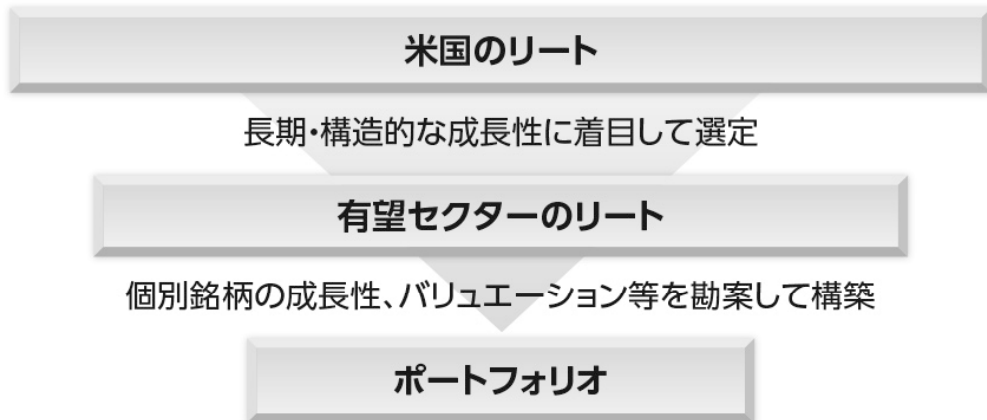 米国のリート
長期・構造的な成長性に着目して選定
有望セクターのリート
個別銘柄の成長性、バリュエーション等を勘案して構築
ポートフォリオ